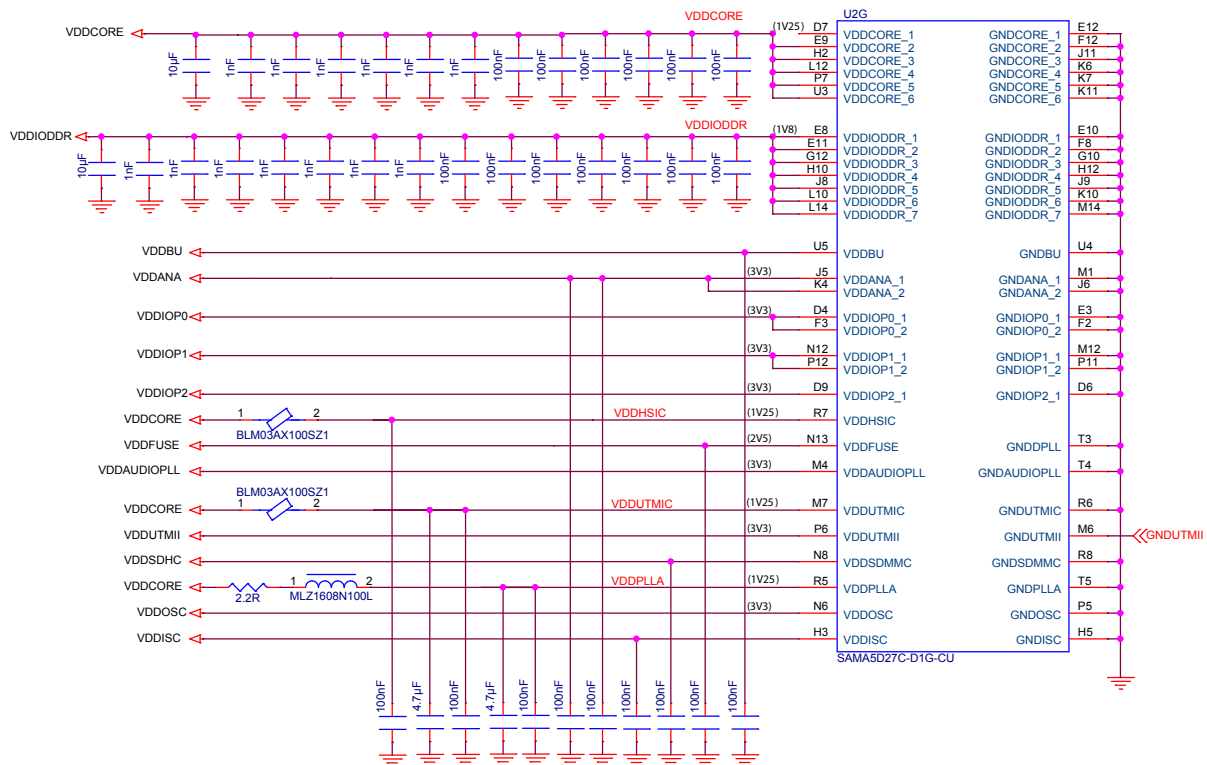 U2G
VDDCORE VDDCORE (1V25) D7 VDDCORE_1 GNDCORE_1 E12
E9 VDDCORE_2 GNDCORE_2 F12
H2 VDDCORE_3 GNDCORE_3 J11
L12 VDDCORE_4 GNDCORE_4 K6
P7 VDDCORE_5 GNDCORE_5 K7
U3 VDDCORE_6 GNDCORE_6 K11
10µF 1nF 1nF 1nF 1nF 1nF 1nF 100nF 100nF 100nF 100nF 100nF 100nF
VDDIODDR VDDIODDR (1V8) E8 VDDIODDR_1 GNDIODDR_1 E10
E11 VDDIODDR_2 GNDIODDR_2 F8
G12 VDDIODDR_3 GNDIODDR_3 G10
H10 VDDIODDR_4 GNDIODDR_4 H12
J8 VDDIODDR_5 GNDIODDR_5 J9
L10 VDDIODDR_6 GNDIODDR_6 K10
L14 VDDIODDR_7 GNDIODDR_7 M14
10µF 1nF 1nF 1nF 1nF 1nF 1nF 1nF 100nF 100nF 100nF 100nF 100nF 100nF 100nF
VDDBU U5 VDDBU GNDBU U4
VDDANA (3V3) J5 VDDANA_1 GNDANA_1 M1
K4 VDDANA_2 GNDANA_2 J6
VDDIOP0 (3V3) D4 VDDIOP0_1 GNDIOP0_1 E3
F3 VDDIOP0_2 GNDIOP0_2 F2
VDDIOP1 (3V3) N12 VDDIOP1_1 GNDIOP1_1 M12
P12 VDDIOP1_2 GNDIOP1_2 P11
VDDIOP2 (3V3) D9 VDDIOP2_1 GNDIOP2_1 D6
VDDCORE 1 2 VDDHSIC (1V25) R7 VDDHSIC
BLM03AX100SZ1
VDDFUSE (2V5) N13 VDDFUSE GNDDPLL T3
VDDAUDIOPLL (3V3) M4 VDDAUDIOPLL GNDAUDIOPLL T4
BLM03AX100SZ1
VDDCORE 1 2 VDDUTMIC (1V25) M7 VDDUTMIC GNDUTMIC R6
VDDUTMII (3V3) P6 VDDUTMII GNDUTMII M6 GNDUTMII
VDDSDHC N8 VDDSDMMC GNDSDMMC R8
VDDCORE 1 2 VDDPLLA (1V25) R5 VDDPLLA GNDPLLA T5
2.2R MLZ1608N100L
VDDOSC (3V3) N6 VDDOSC GNDOSC P5
VDDISC H3 VDDISC GNDISC H5
SAMA5D27C-D1G-CU
100nF 4.7µF 100nF 4.7µF 100nF 100nF 100nF 100nF 100nF 100nF 100nF